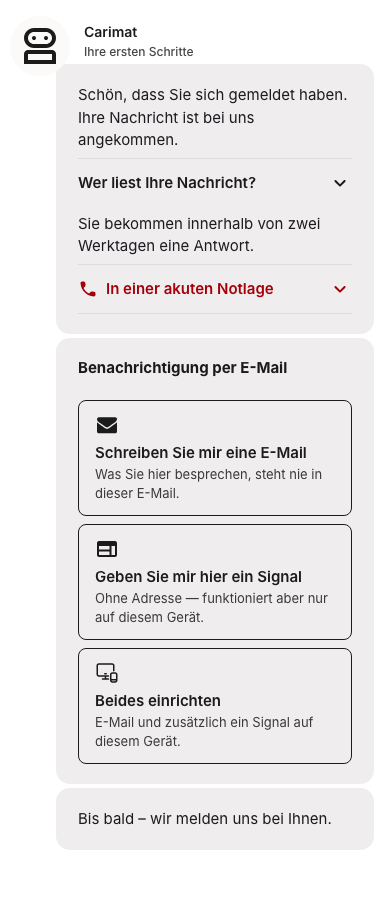 Carimat
Ihre ersten Schritte
Schön, dass Sie sich gemeldet haben.
Ihre Nachricht ist bei uns
angekommen.
Wer liest Ihre Nachricht?
Sie bekommen innerhalb von zwei
Werktagen eine Antwort.
In einer akuten Notlage
Benachrichtigung per E-Mail
Schreiben Sie mir eine E-Mail
Was Sie hier besprechen, steht nie in
dieser E-Mail.
Geben Sie mir hier ein Signal
Ohne Adresse — funktioniert aber nur
auf diesem Gerät.
Beides einrichten
E-Mail und zusätzlich ein Signal auf
diesem Gerät.
Bis bald – wir melden uns bei Ihnen.